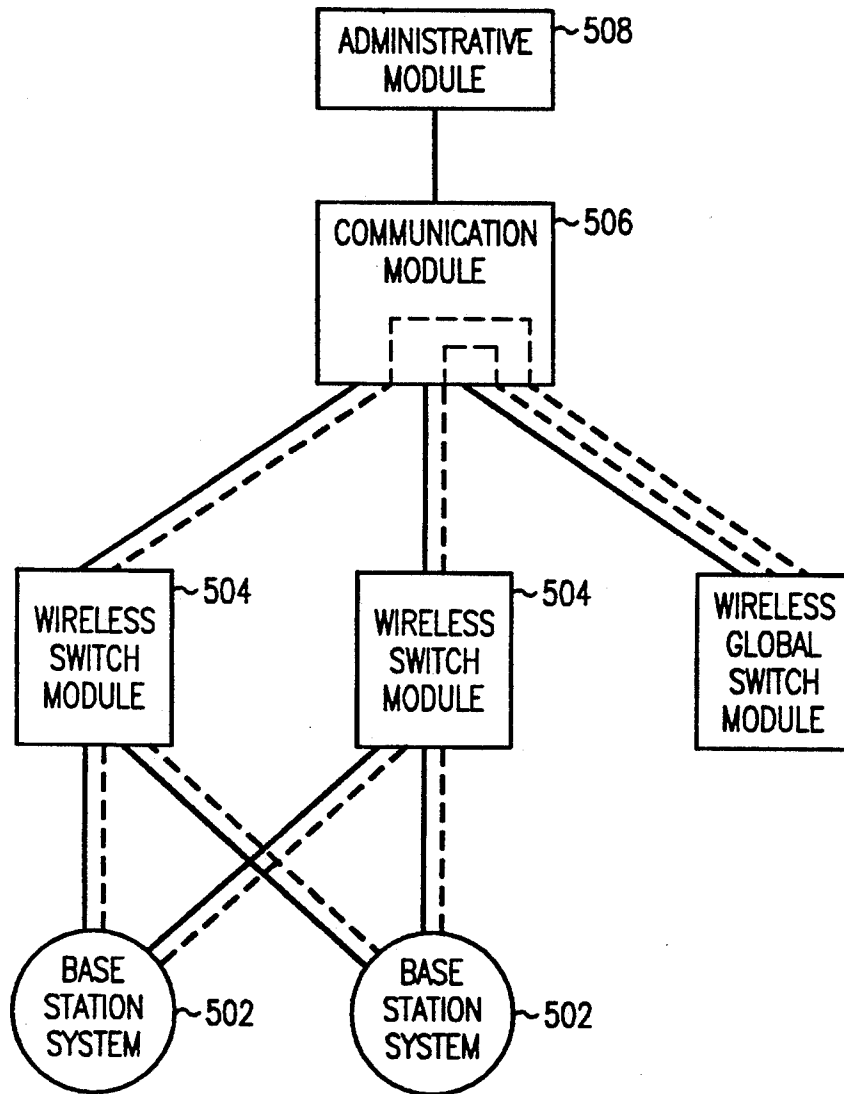 ADMINISTRATIVE
MODULE
508
COMMUNICATION
MODULE
506
WIRELESS
SWITCH
MODULE
504
WIRELESS
SWITCH
MODULE
504
WIRELESS
GLOBAL
SWITCH
MODULE
BASE
STATION
SYSTEM
502
BASE
STATION
SYSTEM
502